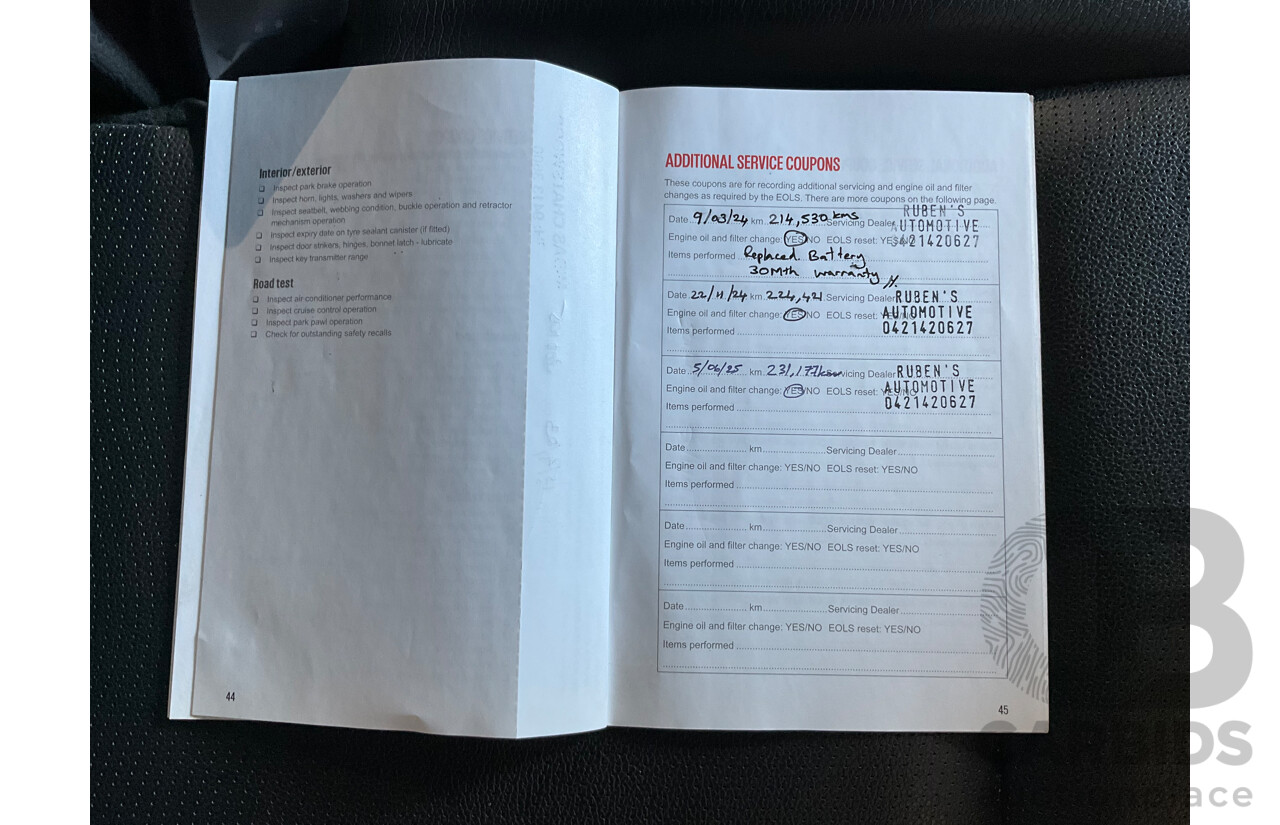 Interior/exterior
❑ Inspect park brake operation
❑ Inspect horn, lights, washers and wipers
❑ Inspect seatbelt, webbing condition, buckle operation and retractor
mechanism operation
❑ Inspect expiry date on tyre sealant canister (if fitted)
❑ Inspect door strikers, hinges, bonnet latch - lubricate
❑ Inspect key transmitter range
Road test
❑ Inspect air conditioner performance
❑ Inspect cruise control operation
❑ Inspect park pawl operation
❑ Check for outstanding safety recalls
44
ADDITIONAL SERVICE COUPONS
These coupons are for recording additional servicing and engine oil and filter
changes as required by the EOLS. There are more coupons on the following page.
RUBEN'S
Date 9/03/24 km 214,530 kms Servicing Dealer AUTOMOTIVE
Engine oil and filter change: YES/NO EOLS reset: YES/NO 0421420627
Items performed Replaced Battery
30Mth warranty
Date 22/11/24 km 224,421 Servicing Dealer RUBEN'S
Engine oil and filter change: YES/NO EOLS reset: YES/NO AUTOMOTIVE
Items performed 0421420627
Date 5/06/25 km 231,177kms Servicing Dealer RUBEN'S
Engine oil and filter change: YES/NO EOLS reset: YES/NO AUTOMOTIVE
Items performed 0421420627
Date km Servicing Dealer
Engine oil and filter change: YES/NO EOLS reset: YES/NO
Items performed
Date km Servicing Dealer
Engine oil and filter change: YES/NO EOLS reset: YES/NO
Items performed
Date km Servicing Dealer
Engine oil and filter change: YES/NO EOLS reset: YES/NO
Items performed
45
CARBIDS